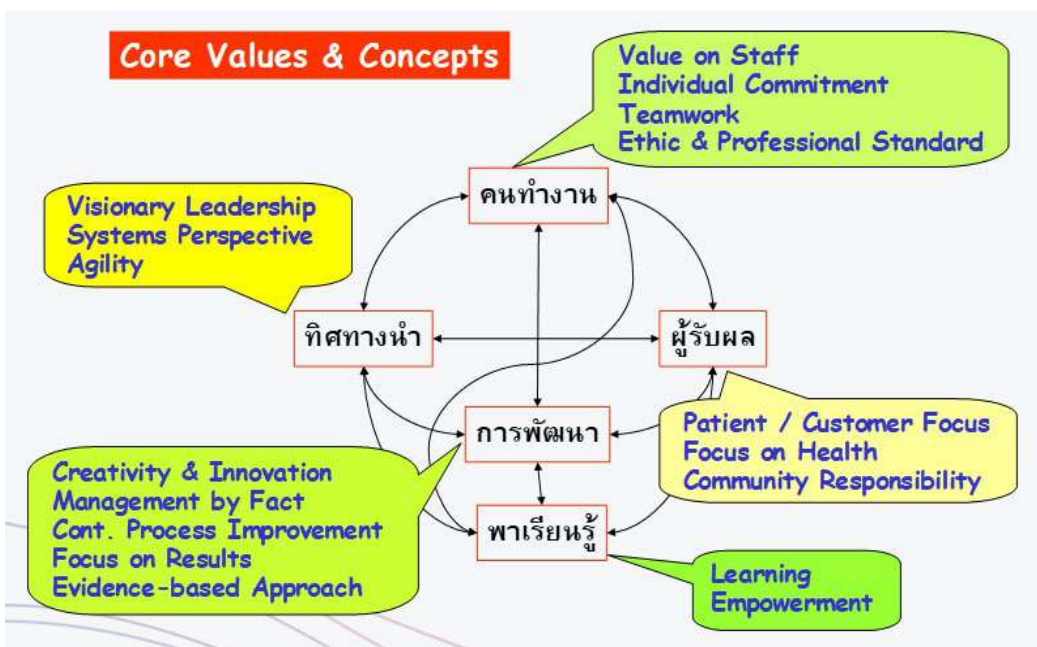 Core Values & Concepts
Value on Staff
Individual Commitment
Teamwork
Ethic & Professional Standard
คนทำงาน
Visionary Leadership
Systems Perspective
Agility
ทิศทางนำ
ผู้รับผล
Patient / Customer Focus
Focus on Health
Community Responsibility
การพัฒนา
Creativity & Innovation
Management by Fact
Cont. Process Improvement
Focus on Results
Evidence-based Approach
พาเรียนรู้
Learning
Empowerment